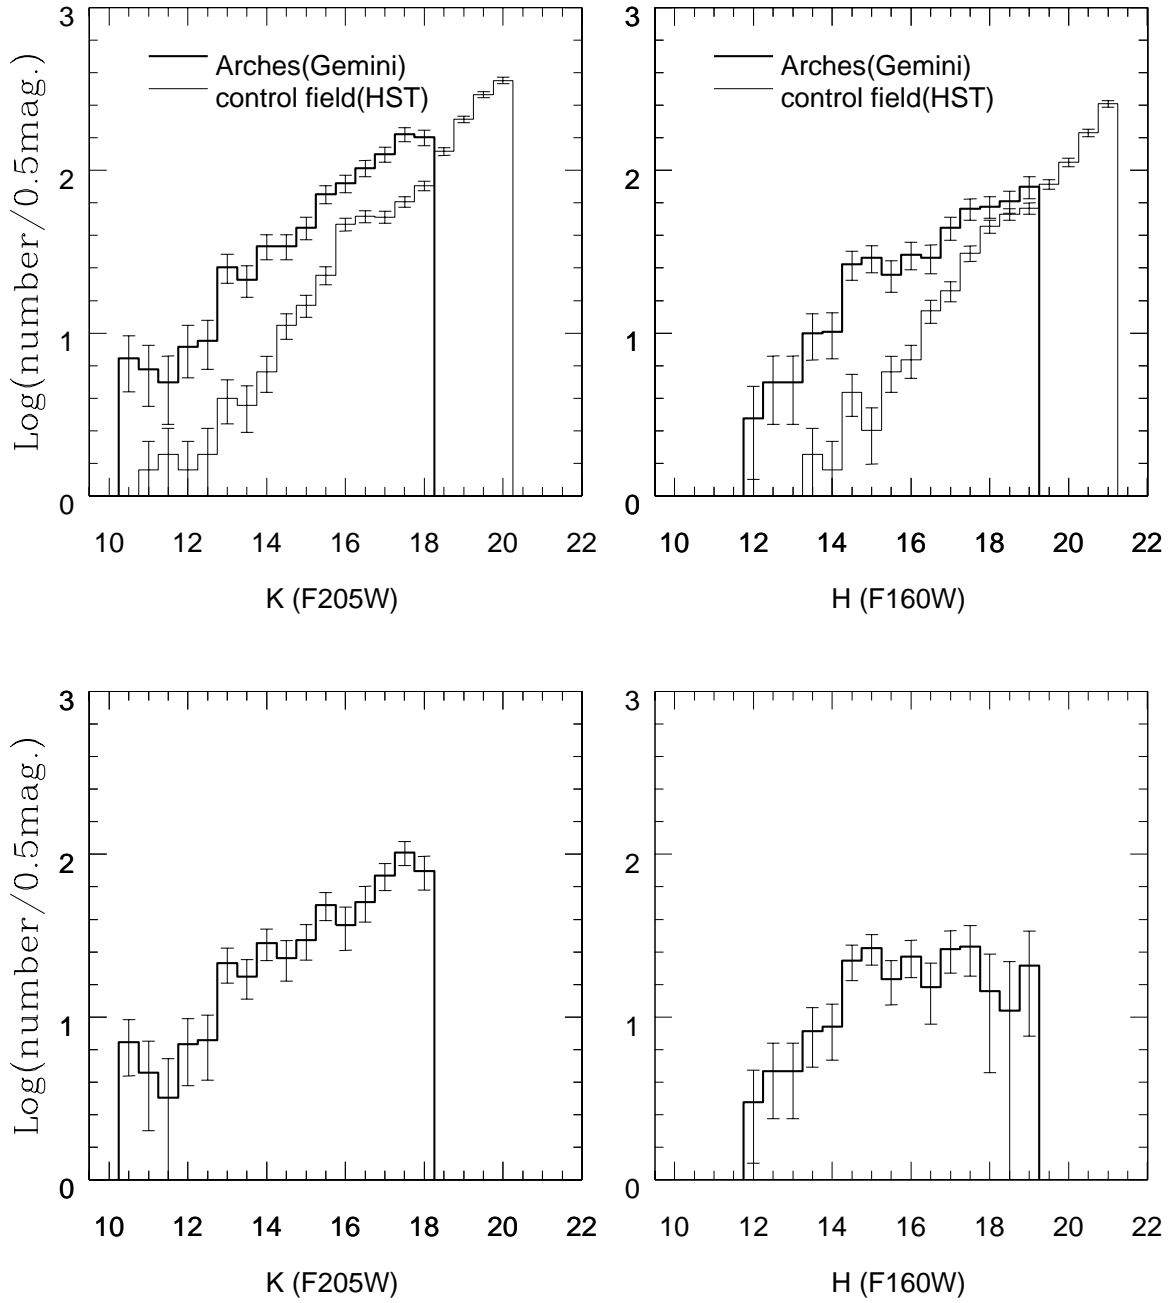 3
2
1
0
Log(number/0.5mag.)
Arches(Gemini)
control field(HST)
10 12 14 16 18 20 22
K (F205W)
3
2
1
0
Arches(Gemini)
control field(HST)
10 12 14 16 18 20 22
H (F160W)
3
2
1
0
Log(number/0.5mag.)
10 12 14 16 18 20 22
K (F205W)
3
2
1
0
10 12 14 16 18 20 22
H (F160W)